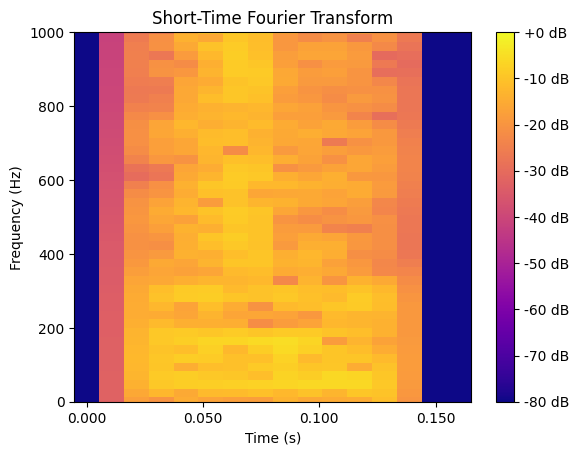 Short-Time Fourier Transform
1000
800
600
400
200
0
Frequency (Hz)
0.000
0.050
0.100
0.150
Time (s)
+0 dB
-10 dB
-20 dB
-30 dB
-40 dB
-50 dB
-60 dB
-70 dB
-80 dB